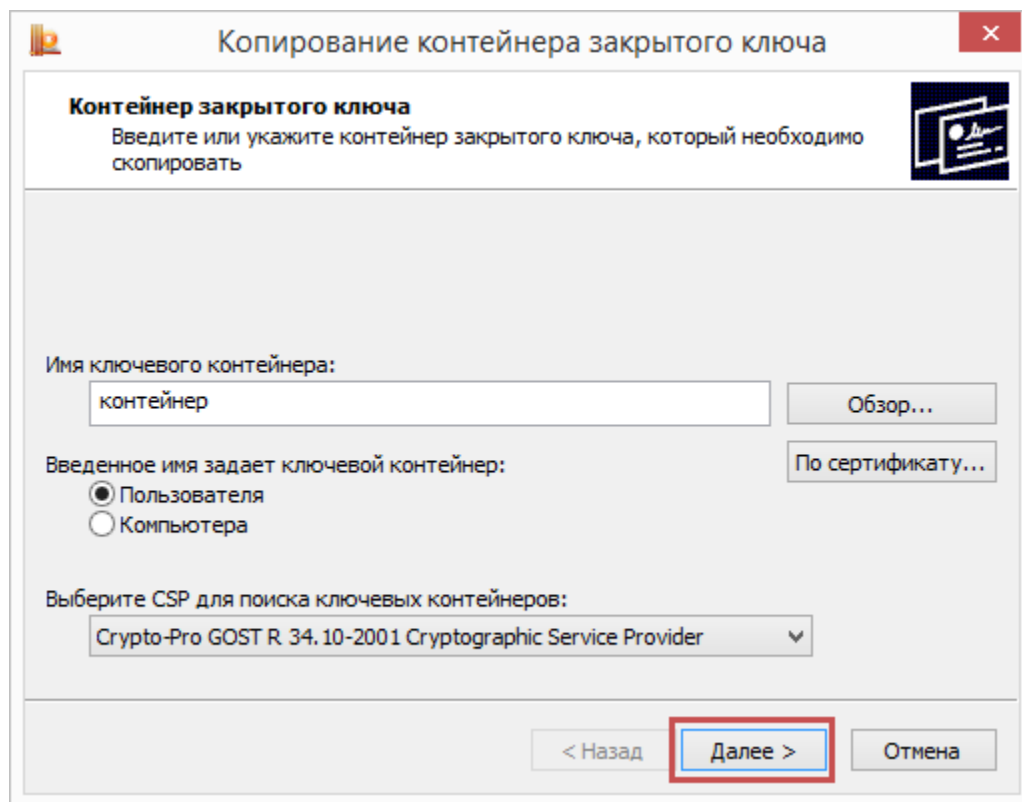 Копирование контейнера закрытого ключа
Контейнер закрытого ключа
Введите или укажите контейнер закрытого ключа, который необходимо
скопировать
Имя ключевого контейнера:
контейнер
Обзор...
Введенное имя задает ключевой контейнер:
По сертификату...
Пользователя
Компьютера
Выберите CSP для поиска ключевых контейнеров:
Crypto-Pro GOST R 34.10-2001 Cryptographic Service Provider
< Назад
Далее >
Отмена